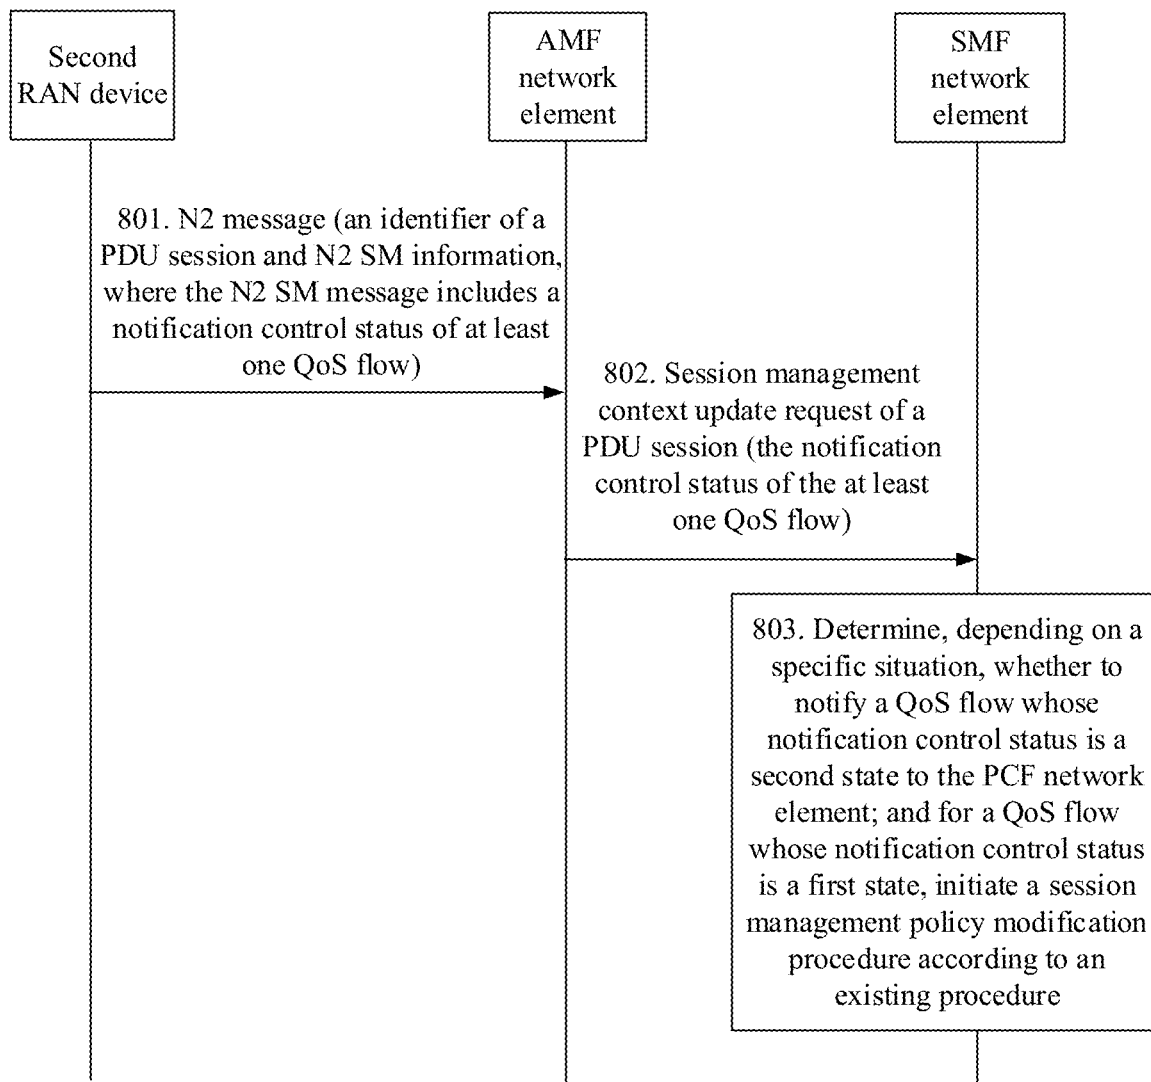 Second
RAN device
AMF
network
element
SMF
network
element
801. N2 message (an identifier of a
PDU session and N2 SM information,
where the N2 SM message includes a
notification control status of at least
one QoS flow)
802. Session management
context update request of a
PDU session (the notification
control status of the at least
one QoS flow)
803. Determine, depending on a
specific situation, whether to
notify a QoS flow whose
notification control status is a
second state to the PCF network
element; and for a QoS flow
whose notification control status
is a first state, initiate a session
management policy modification
procedure according to an
existing procedure